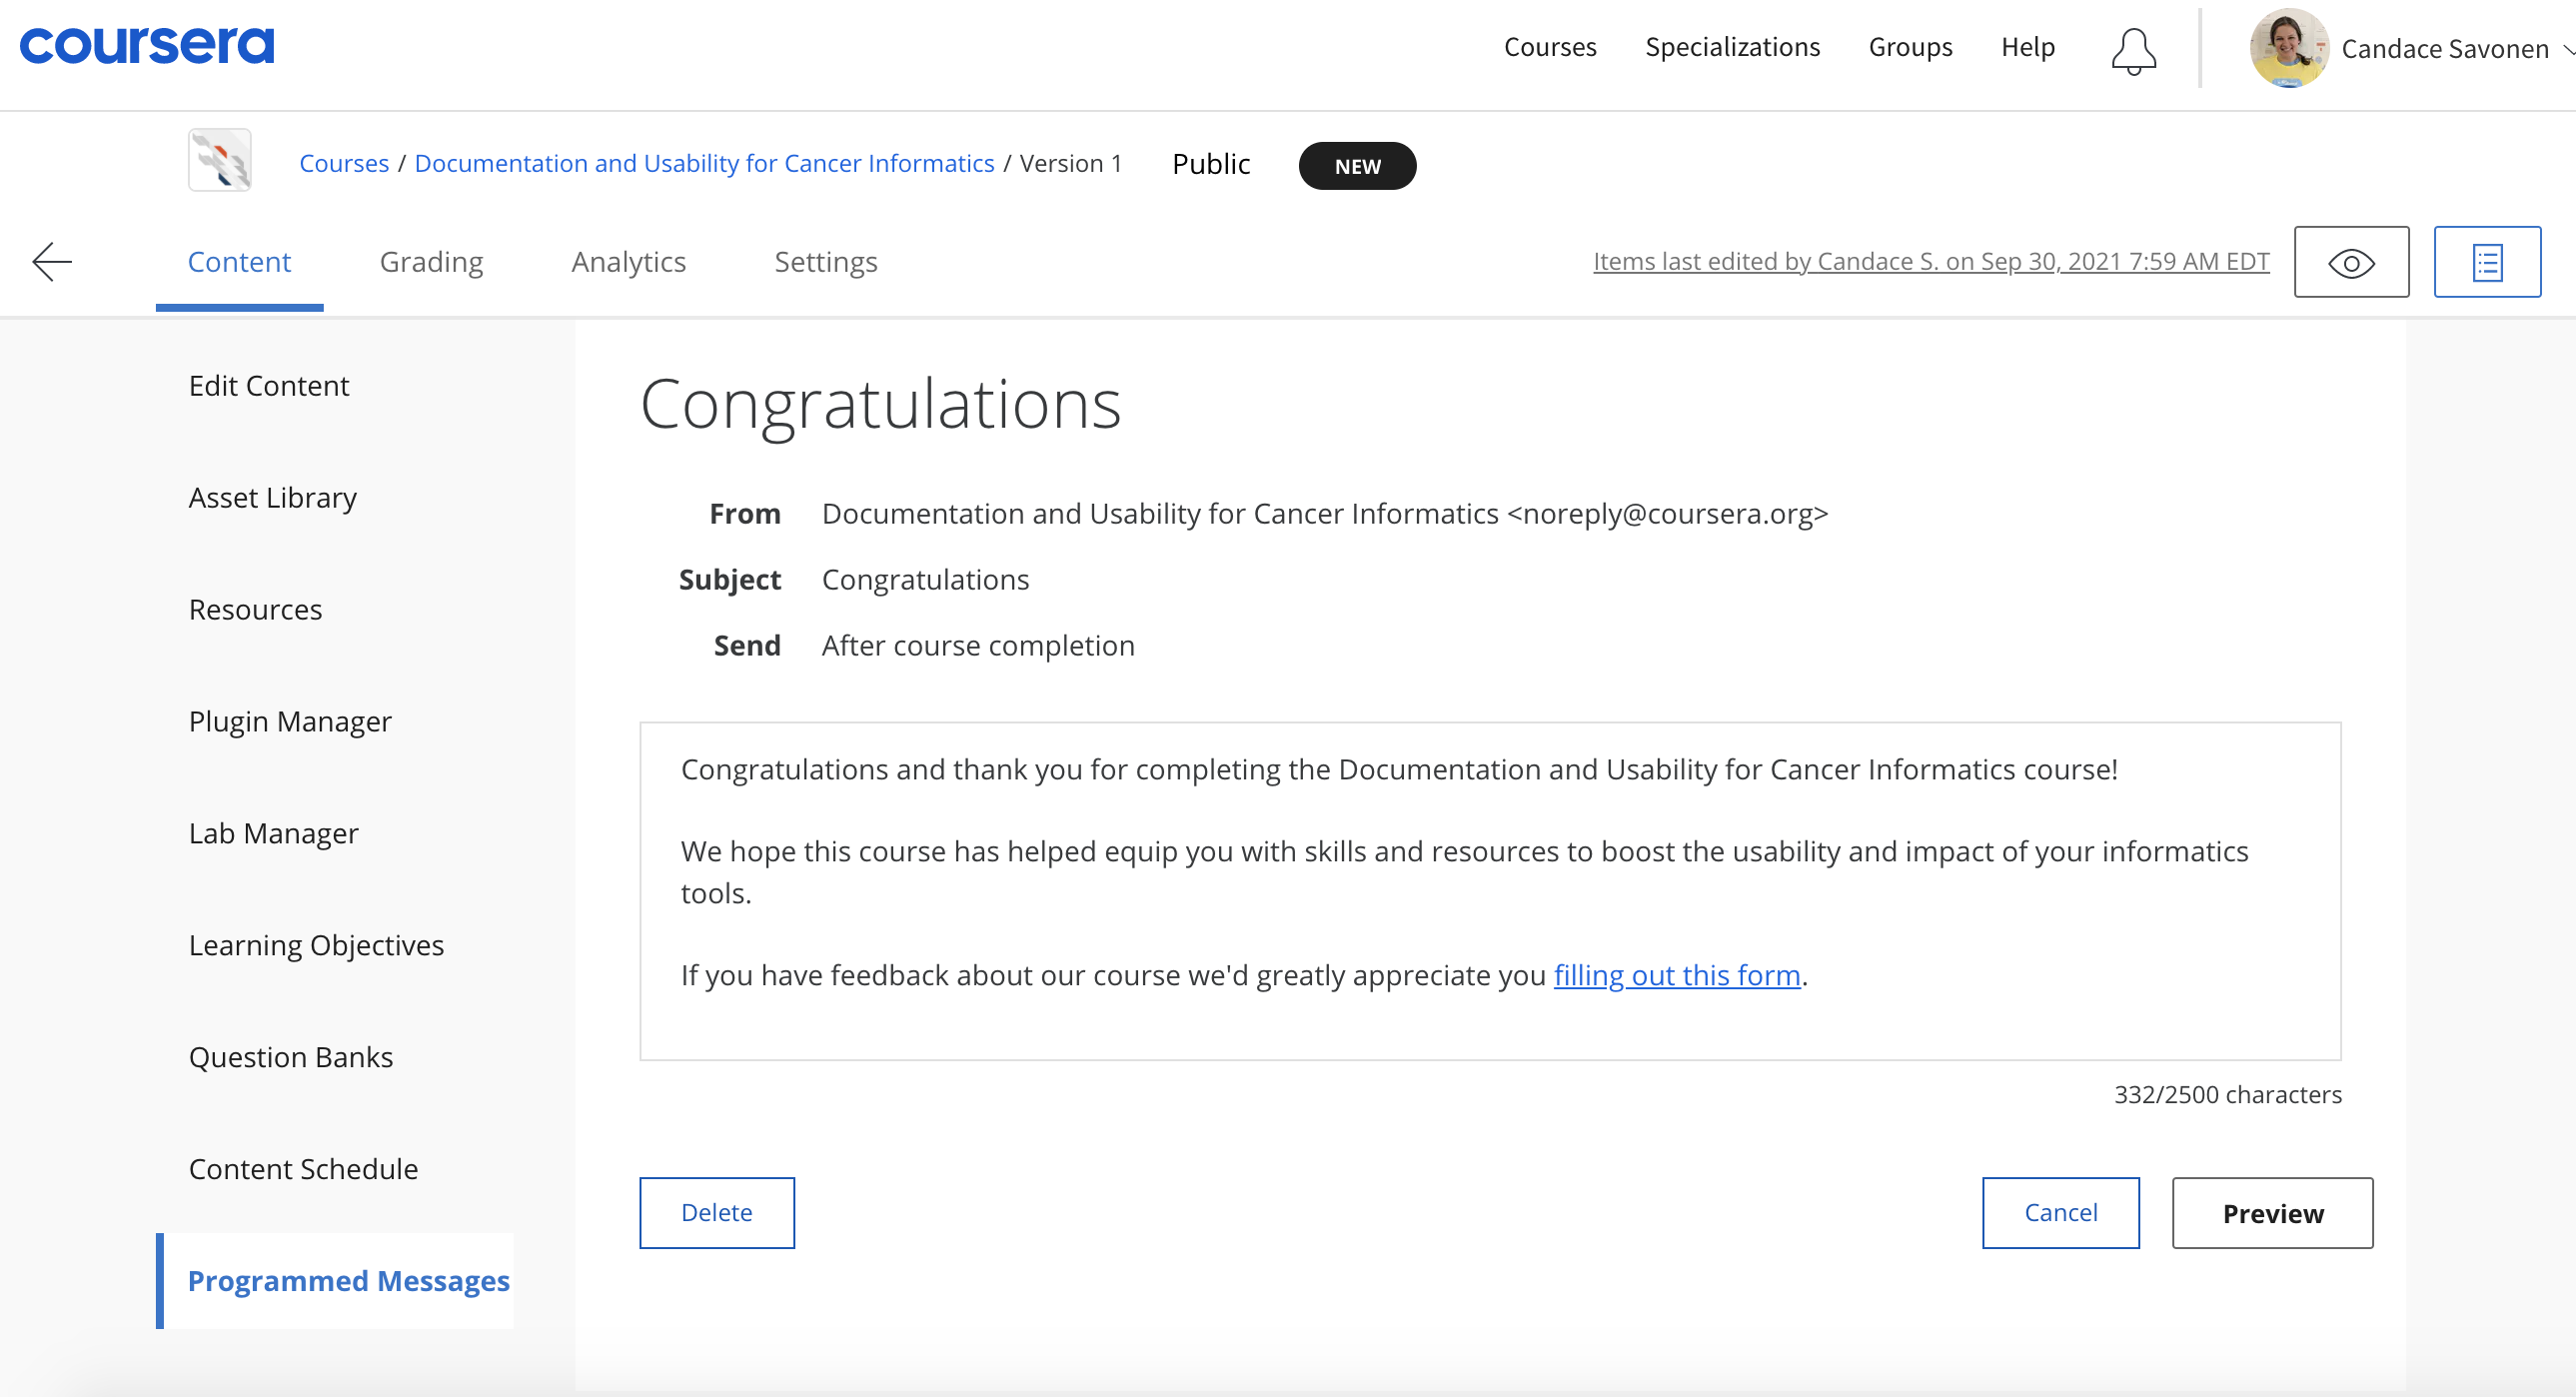 coursera
Courses
Specializations
Groups
Help
Candace Savonen
Courses / Documentation and Usability for Cancer Informatics / Version 1
Public
NEW
Content
Grading
Analytics
Settings
Items last edited by Candace S. on Sep 30, 2021 7:59 AM EDT
Edit Content
Asset Library
Resources
Plugin Manager
Lab Manager
Learning Objectives
Question Banks
Content Schedule
Programmed Messages
Congratulations
From Documentation and Usability for Cancer Informatics <noreply@coursera.org>
Subject Congratulations
Send After course completion
Congratulations and thank you for completing the Documentation and Usability for Cancer Informatics course!
We hope this course has helped equip you with skills and resources to boost the usability and impact of your informatics
tools.
If you have feedback about our course we'd greatly appreciate you filling out this form.
332/2500 characters
Delete
Cancel
Preview